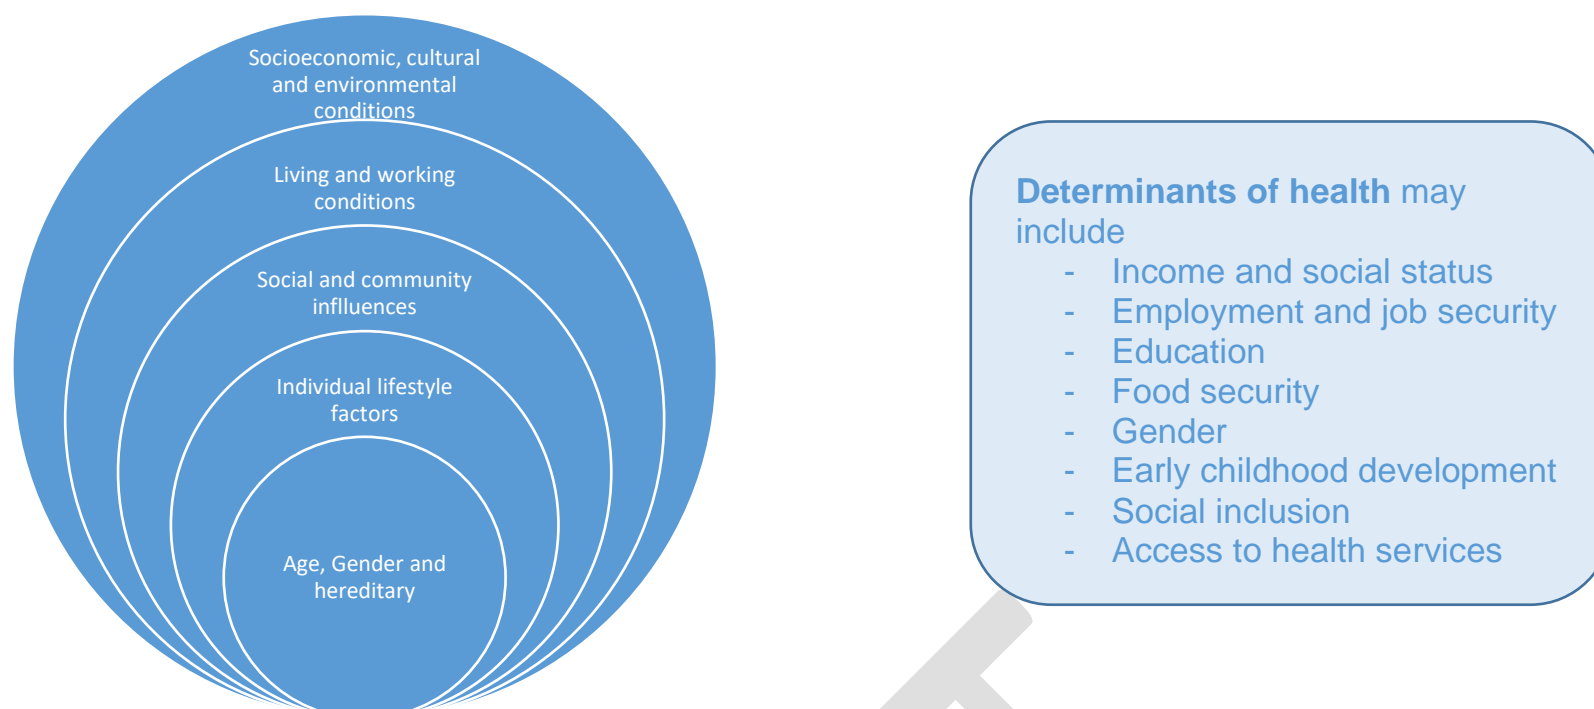 Socioeconomic, cultural
and environmental
conditions
Living and working
conditions
Social and community
inflluences
Individual lifestyle
factors
Age, Gender and
hereditary
Determinants of health may
include
- Income and social status
- Employment and job security
- Education
- Food security
- Gender
- Early childhood development
- Social inclusion
- Access to health services